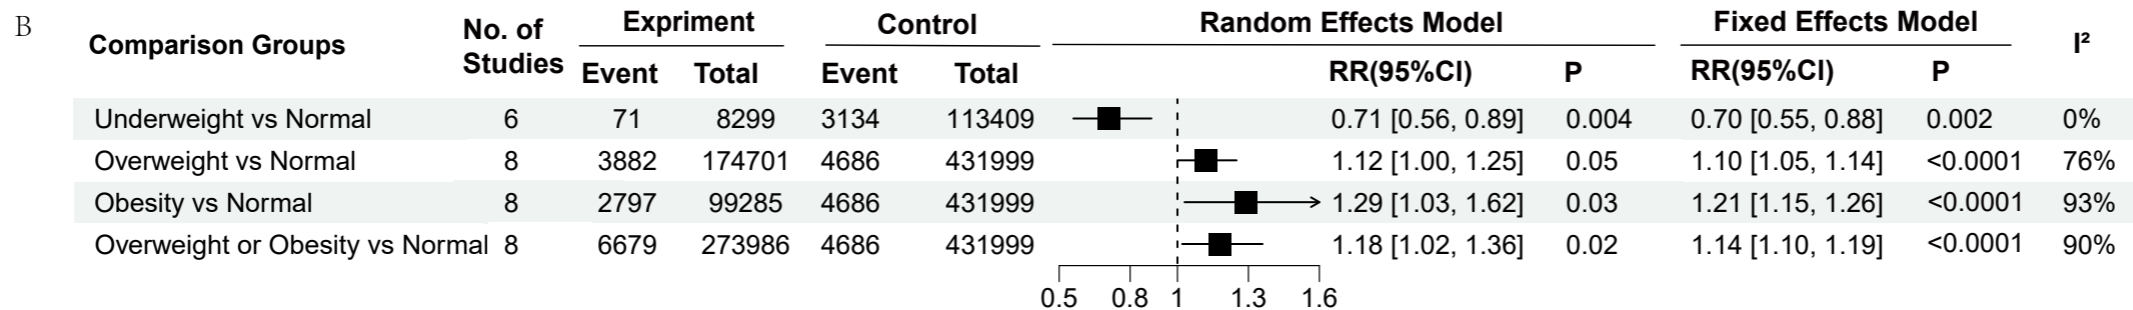 B
Comparison Groups No. of Studies Expriment Control Random Effects Model Fixed Effects Model I²
Event Total Event Total RR(95%CI) P RR(95%CI) P
Underweight vs Normal 6 71 8299 3134 113409 0.71 [0.56, 0.89] 0.004 0.70 [0.55, 0.88] 0.002 0%
Overweight vs Normal 8 3882 174701 4686 431999 1.12 [1.00, 1.25] 0.05 1.10 [1.05, 1.14] <0.0001 76%
Obesity vs Normal 8 2797 99285 4686 431999 1.29 [1.03, 1.62] 0.03 1.21 [1.15, 1.26] <0.0001 93%
Overweight or Obesity vs Normal 8 6679 273986 4686 431999 1.18 [1.02, 1.36] 0.02 1.14 [1.10, 1.19] <0.0001 90%
0.5 0.8 1 1.3 1.6